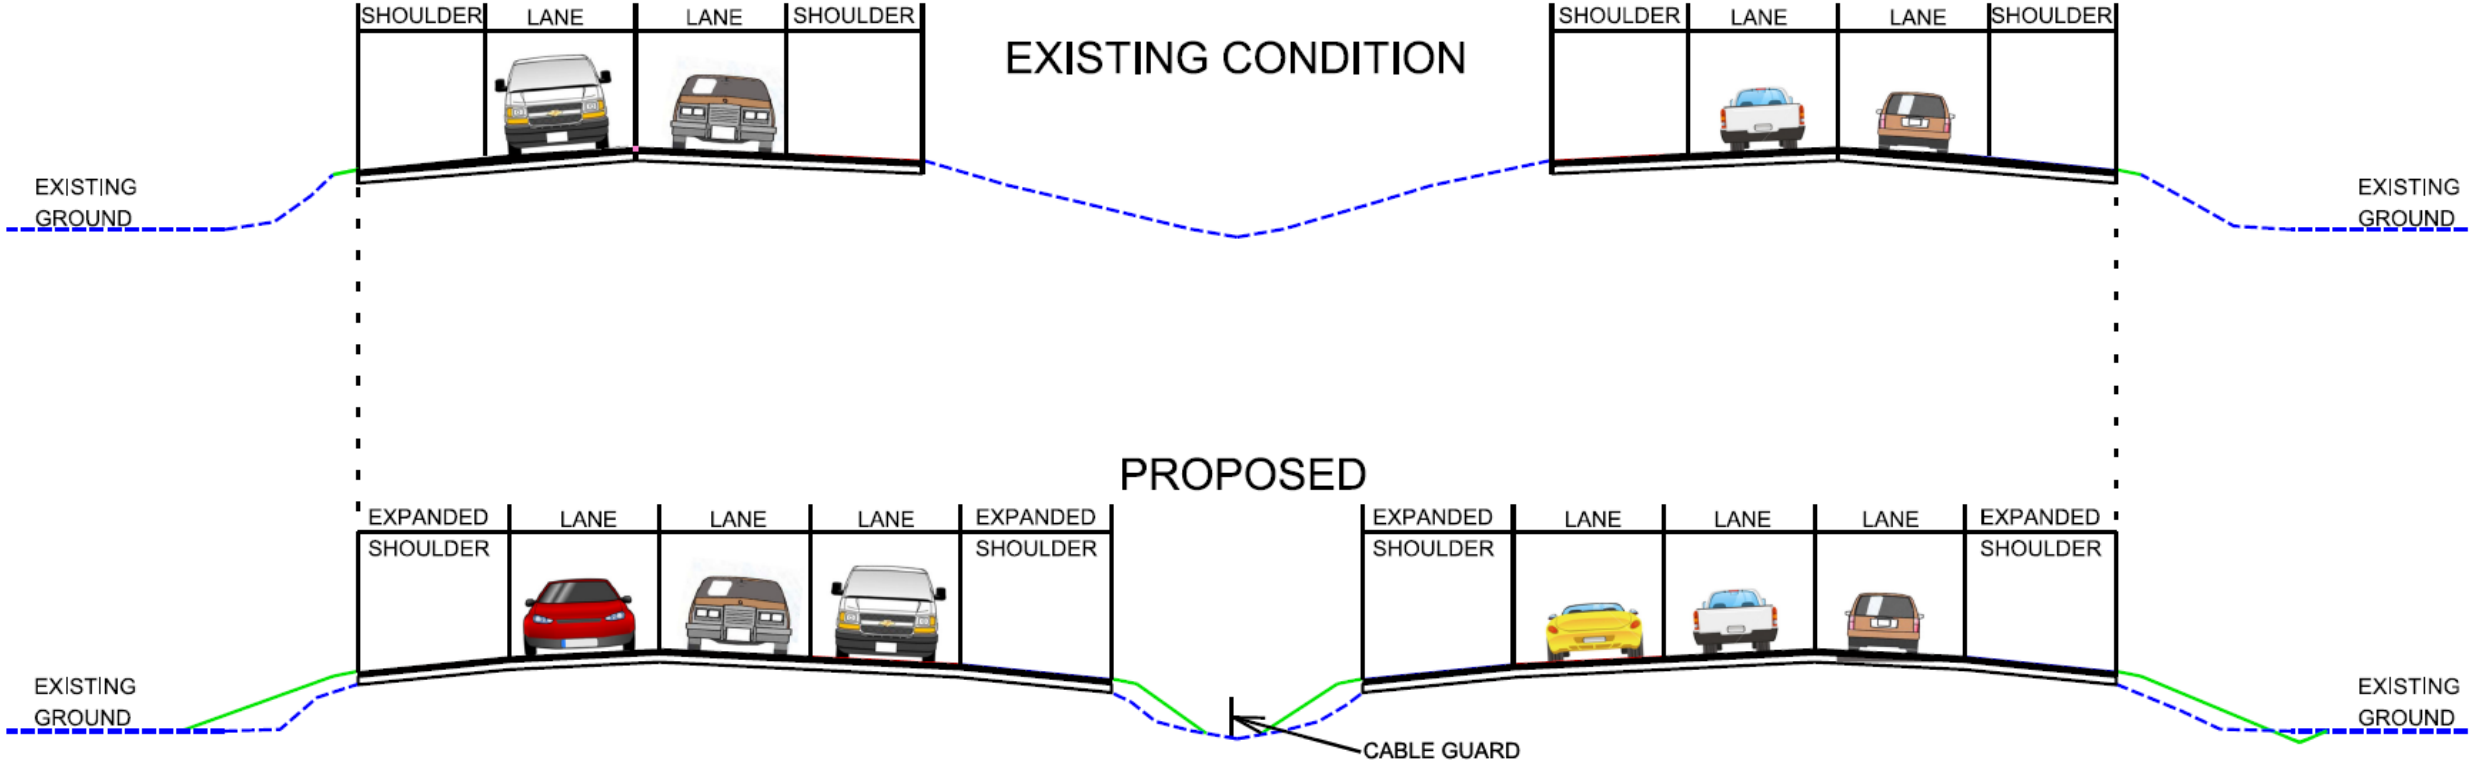 SHOULDER LANE LANE SHOULDER
SHOULDER LANE LANE SHOULDER
EXISTING CONDITION
EXISTING
GROUND
EXISTING
GROUND
PROPOSED
EXPANDED LANE LANE LANE EXPANDED
SHOULDER SHOULDER
EXPANDED LANE LANE LANE EXPANDED
SHOULDER SHOULDER
EXISTING
GROUND
EXISTING
GROUND
CABLE GUARD